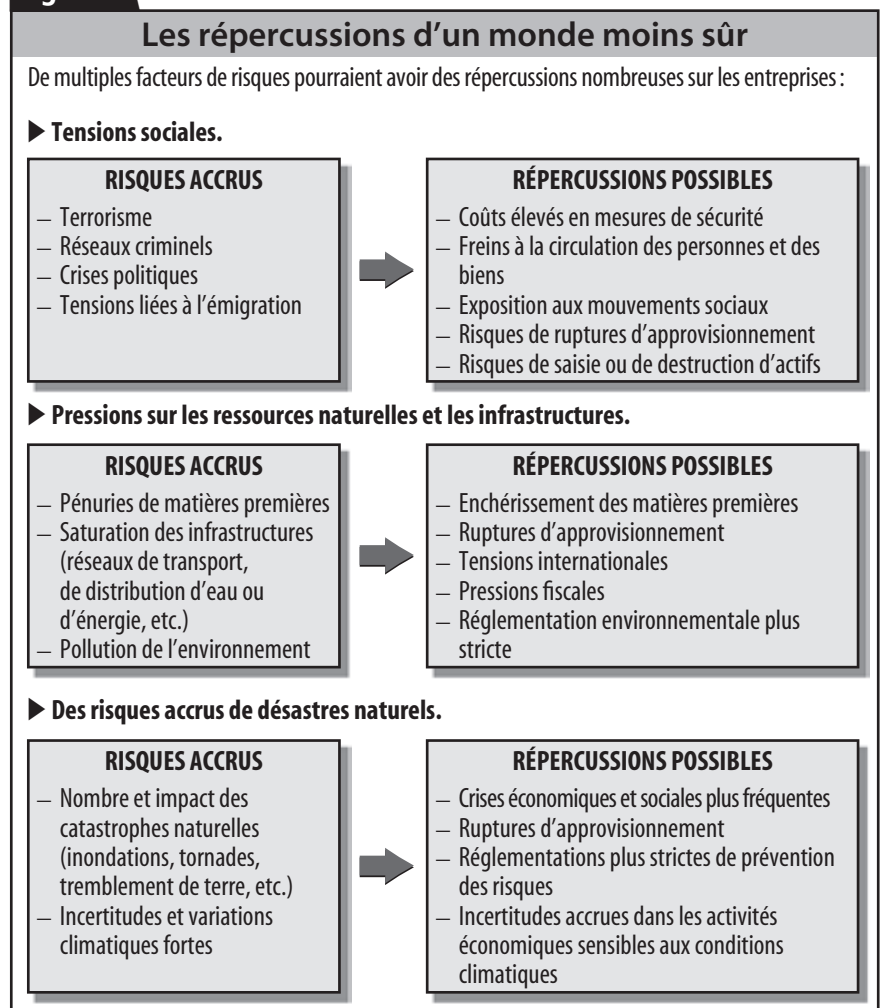 Les répercussions d'un monde moins sûr
De multiples facteurs de risques pourraient avoir des répercussions nombreuses sur les entreprises :
▶ Tensions sociales.
RISQUES ACCRUS
– Terrorisme
– Réseaux criminels
– Crises politiques
– Tensions liées à l'émigration
RÉPERCUSSIONS POSSIBLES
– Coûts élevés en mesures de sécurité
– Freins à la circulation des personnes et des
biens
– Exposition aux mouvements sociaux
– Risques de ruptures d'approvisionnement
– Risques de saisie ou de destruction d'actifs
▶ Pressions sur les ressources naturelles et les infrastructures.
RISQUES ACCRUS
– Pénuries de matières premières
– Saturation des infrastructures
(réseaux de transport,
de distribution d'eau ou
d'énergie, etc.)
– Pollution de l'environnement
RÉPERCUSSIONS POSSIBLES
– Enchérissement des matières premières
– Ruptures d'approvisionnement
– Tensions internationales
– Pressions fiscales
– Réglementation environnementale plus
stricte
▶ Des risques accrus de désastres naturels.
RISQUES ACCRUS
– Nombre et impact des
catastrophes naturelles
(inondations, tornades,
tremblement de terre, etc.)
– Incertitudes et variations
climatiques fortes
RÉPERCUSSIONS POSSIBLES
– Crises économiques et sociales plus fréquentes
– Ruptures d'approvisionnement
– Réglementations plus strictes de prévention
des risques
– Incertitudes accrues dans les activités
économiques sensibles aux conditions
climatiques